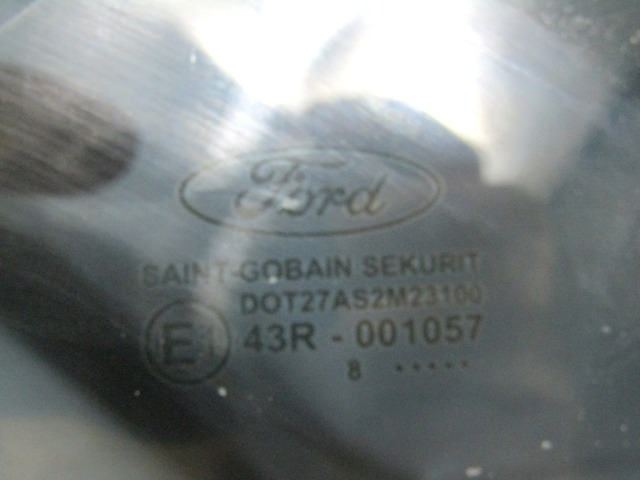 Ford
SAINT-GOBAIN SEKURIT
DOT27AS2M23100
E1 43R - 001057
8 .....